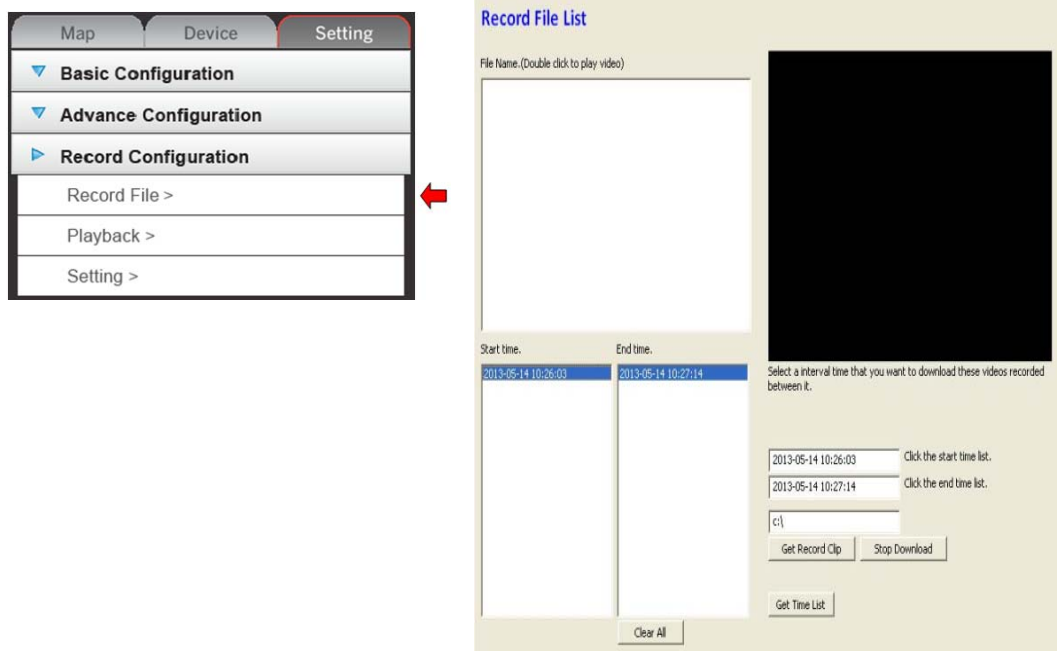 Map Device Setting
Basic Configuration
Advance Configuration
Record Configuration
Record File >
Playback >
Setting >
Record File List
File Name.(Double click to play video)
Start time. End time.
2013-05-14 10:26:03 2013-05-14 10:27:14
Clear All
Select a interval time that you want to download these videos recorded
between it.
2013-05-14 10:26:03 Click the start time list.
2013-05-14 10:27:14 Click the end time list.
c:\
Get Record Clip Stop Download
Get Time List